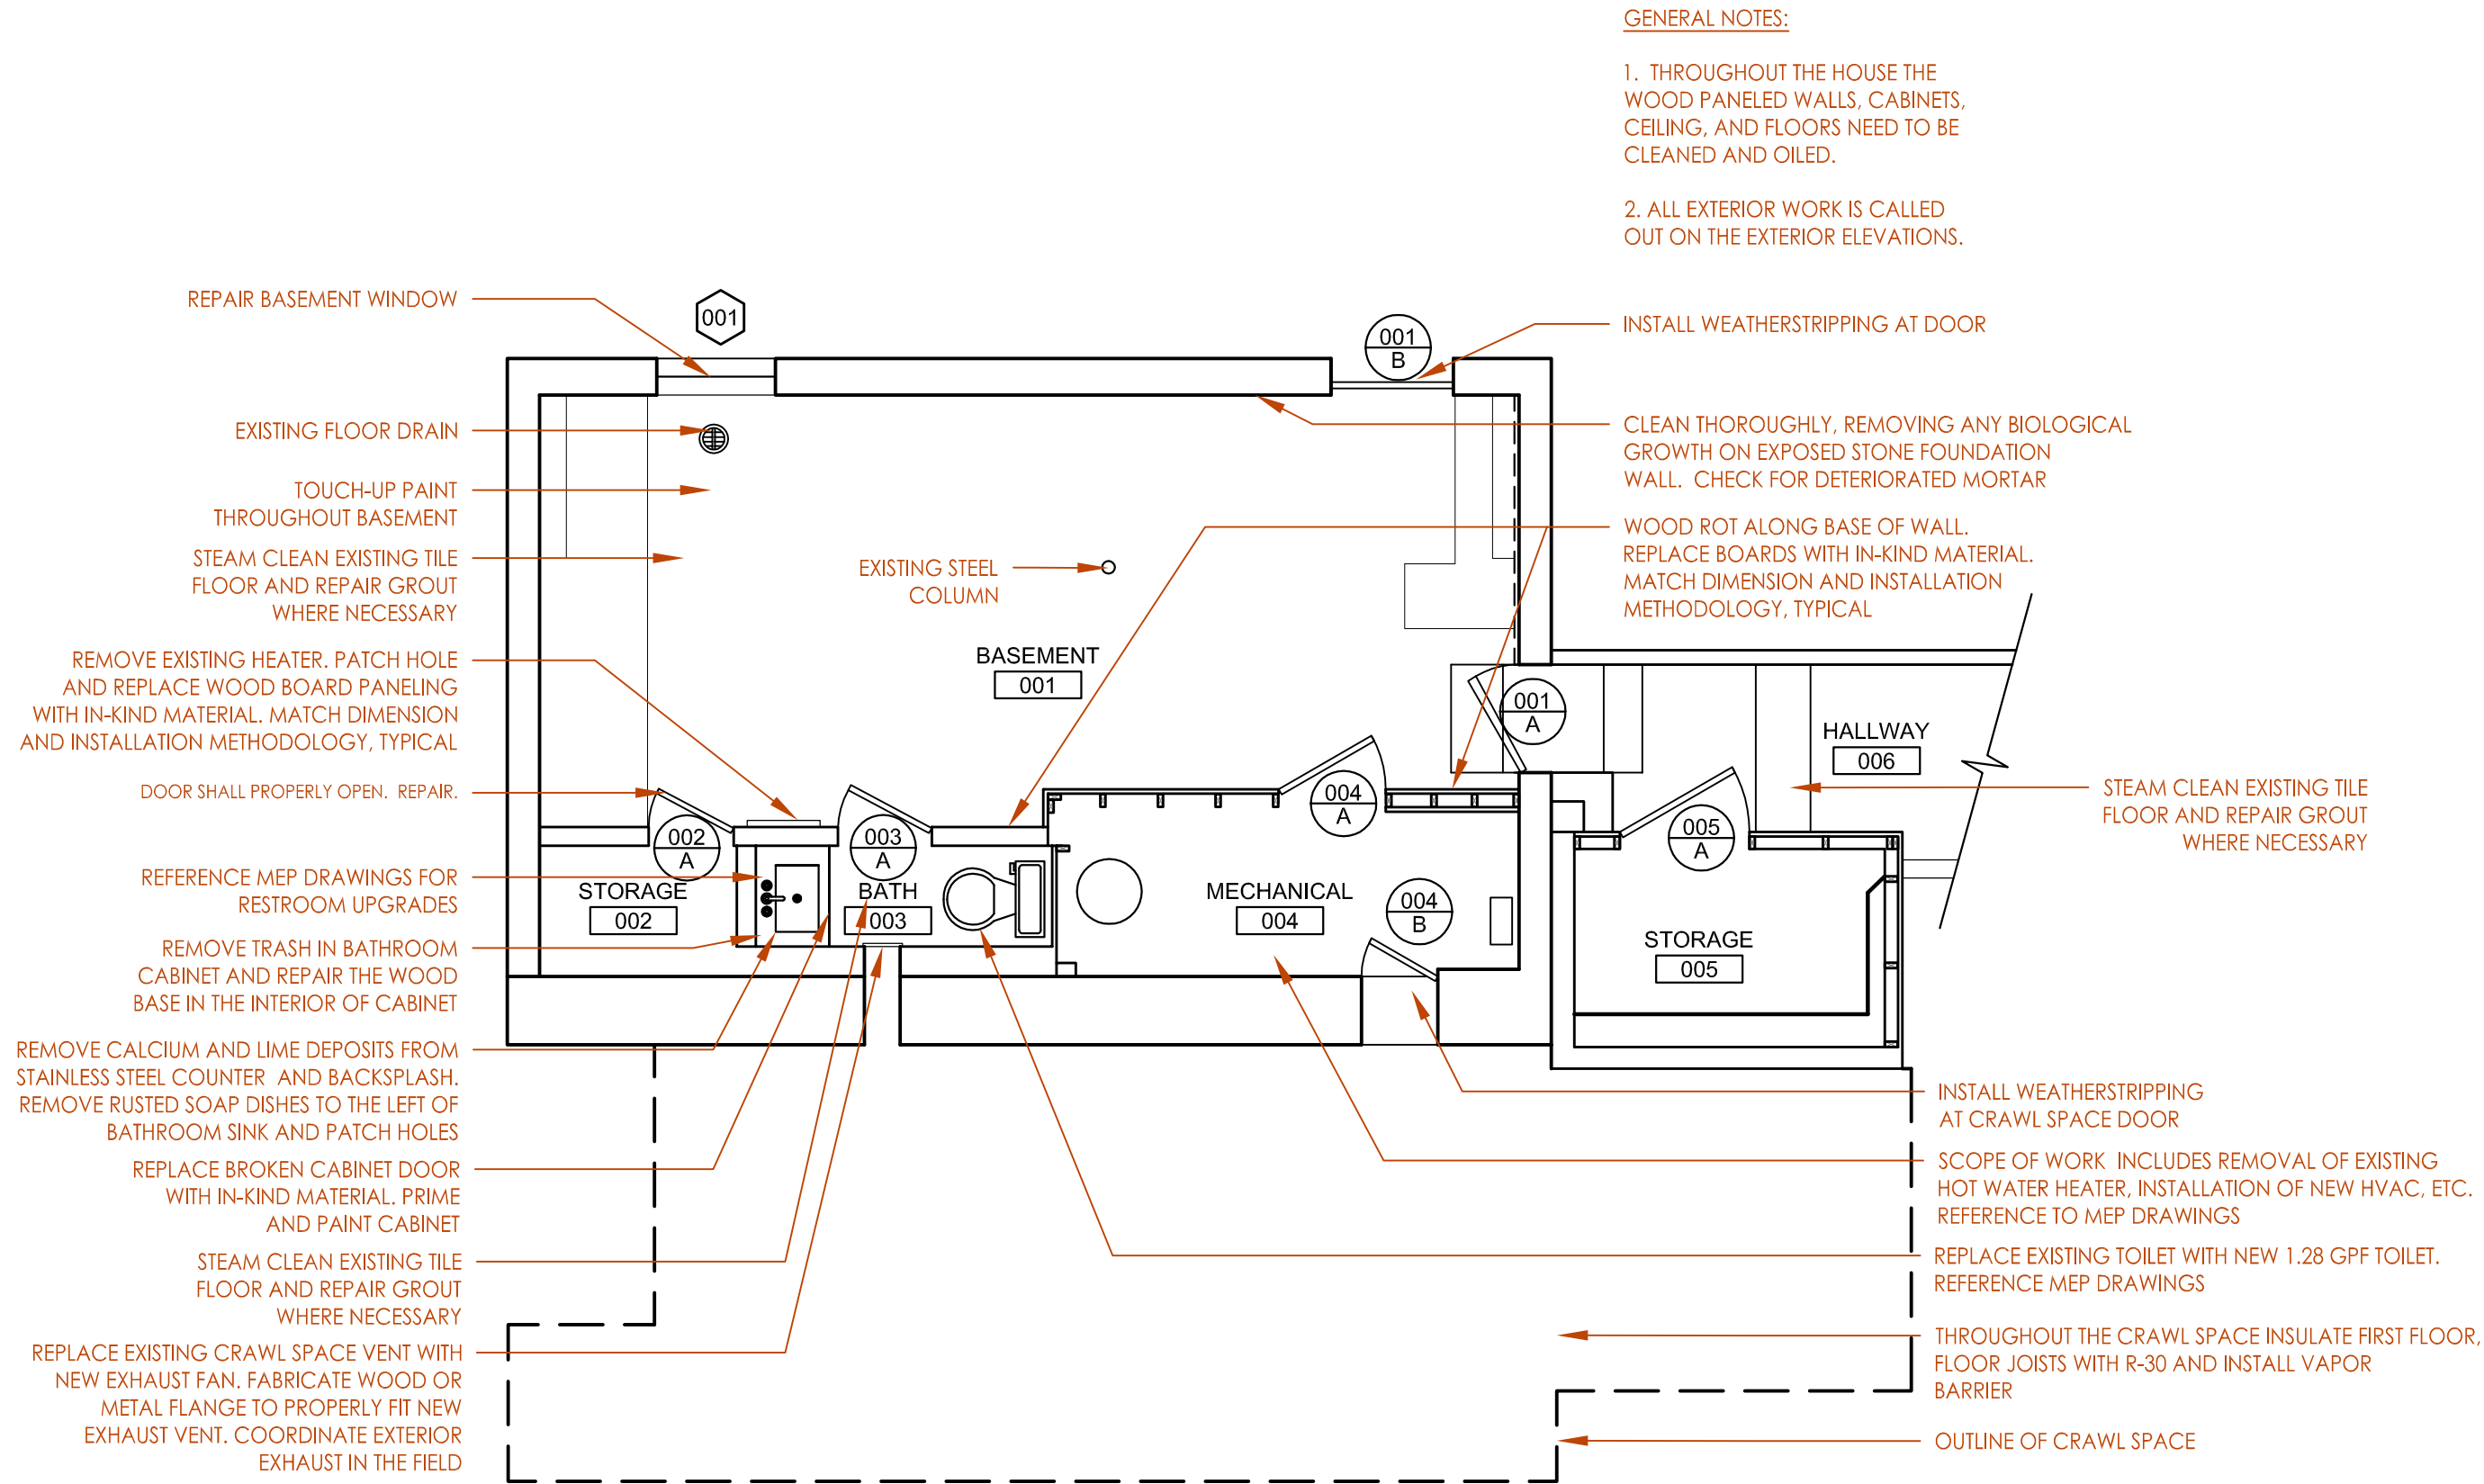 GENERAL NOTES:
1. THROUGHOUT THE HOUSE THE
WOOD PANELED WALLS, CABINETS,
CEILING, AND FLOORS NEED TO BE
CLEANED AND OILED.
2. ALL EXTERIOR WORK IS CALLED
OUT ON THE EXTERIOR ELEVATIONS.
REPAIR BASEMENT WINDOW
EXISTING FLOOR DRAIN
TOUCH-UP PAINT
THROUGHOUT BASEMENT
STEAM CLEAN EXISTING TILE
FLOOR AND REPAIR GROUT
WHERE NECESSARY
REMOVE EXISTING HEATER. PATCH HOLE
AND REPLACE WOOD BOARD PANELING
WITH IN-KIND MATERIAL. MATCH DIMENSION
AND INSTALLATION METHODOLOGY, TYPICAL
DOOR SHALL PROPERLY OPEN. REPAIR.
REFERENCE MEP DRAWINGS FOR
RESTROOM UPGRADES
REMOVE TRASH IN BATHROOM
CABINET AND REPAIR THE WOOD
BASE IN THE INTERIOR OF CABINET
REMOVE CALCIUM AND LIME DEPOSITS FROM
STAINLESS STEEL COUNTER AND BACKSPLASH.
REMOVE RUSTED SOAP DISHES TO THE LEFT OF
BATHROOM SINK AND PATCH HOLES
REPLACE BROKEN CABINET DOOR
WITH IN-KIND MATERIAL. PRIME
AND PAINT CABINET
STEAM CLEAN EXISTING TILE
FLOOR AND REPAIR GROUT
WHERE NECESSARY
REPLACE EXISTING CRAWL SPACE VENT WITH
NEW EXHAUST FAN. FABRICATE WOOD OR
METAL FLANGE TO PROPERLY FIT NEW
EXHAUST VENT. COORDINATE EXTERIOR
EXHAUST IN THE FIELD
001
001
B
EXISTING STEEL
COLUMN
BASEMENT
001
001
A
HALLWAY
006
004
A
002
A
003
A
005
A
STORAGE
002
BATH
003
MECHANICAL
004
004
B
STORAGE
005
INSTALL WEATHERSTRIPPING AT DOOR
CLEAN THOROUGHLY, REMOVING ANY BIOLOGICAL
GROWTH ON EXPOSED STONE FOUNDATION
WALL. CHECK FOR DETERIORATED MORTAR
WOOD ROT ALONG BASE OF WALL.
REPLACE BOARDS WITH IN-KIND MATERIAL.
MATCH DIMENSION AND INSTALLATION
METHODOLOGY, TYPICAL
STEAM CLEAN EXISTING TILE
FLOOR AND REPAIR GROUT
WHERE NECESSARY
INSTALL WEATHERSTRIPPING
AT CRAWL SPACE DOOR
SCOPE OF WORK INCLUDES REMOVAL OF EXISTING
HOT WATER HEATER, INSTALLATION OF NEW HVAC, ETC.
REFERENCE TO MEP DRAWINGS
REPLACE EXISTING TOILET WITH NEW 1.28 GPF TOILET.
REFERENCE MEP DRAWINGS
THROUGHOUT THE CRAWL SPACE INSULATE FIRST FLOOR,
FLOOR JOISTS WITH R-30 AND INSTALL VAPOR
BARRIER
OUTLINE OF CRAWL SPACE